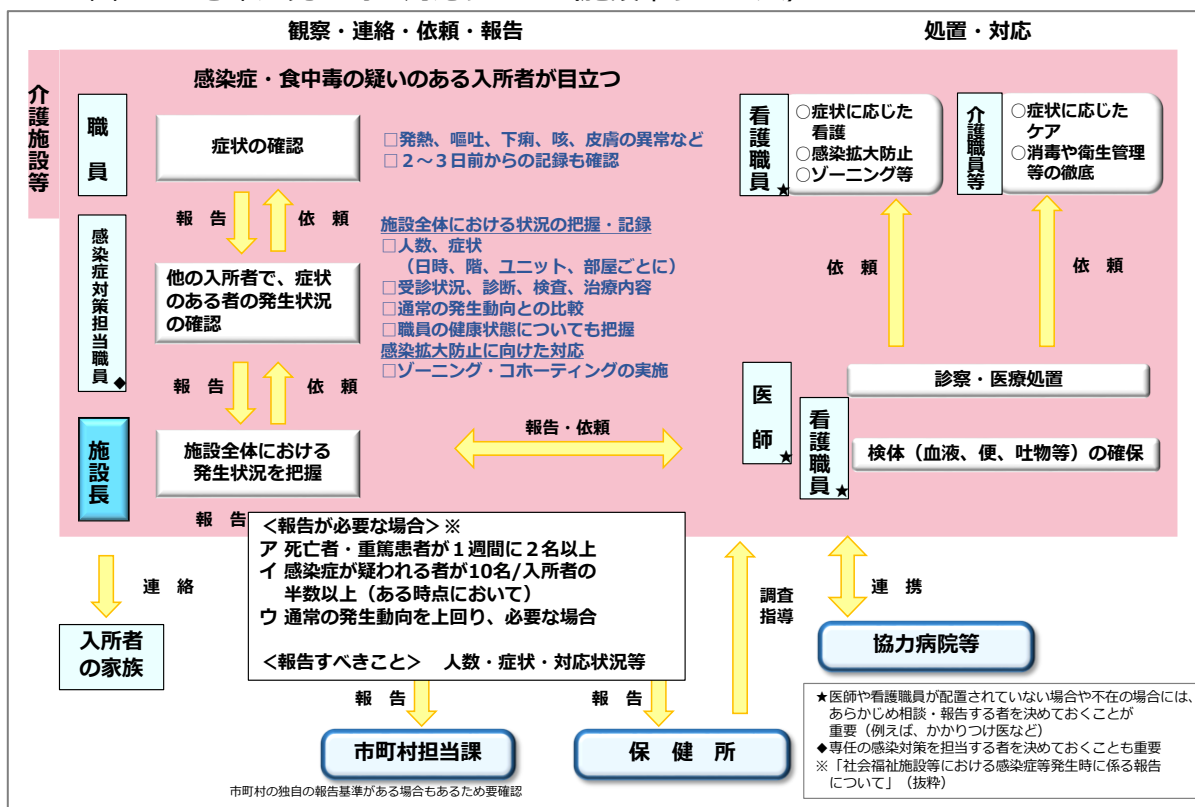 観察・連絡・依頼・報告
処置・対応
介護施設等
感染症・食中毒の疑いのある入所者が目立つ
職員
症状の確認
□発熱、嘔吐、下痢、咳、皮膚の異常など
□２～３日前からの記録も確認
報告
依頼
感染症対策担当職員◆
他の入所者で、症状
のある者の発生状況
の確認
施設全体における状況の把握・記録
□人数、症状
（日時、階、ユニット、部屋ごとに）
□受診状況、診断、検査、治療内容
□通常の発生動向との比較
□職員の健康状態についても把握
感染拡大防止に向けた対応
□ゾーニング・コホーティングの実施
報告
依頼
施設長
施設全体における
発生状況を把握
報告・依頼
看護職員★
○症状に応じた
看護
○感染拡大防止
○ゾーニング等
介護職員等
○症状に応じた
ケア
○消毒や衛生管理
等の徹底
依頼
依頼
医師★
看護職員★
診察・医療処置
検体（血液、便、吐物等）の確保
報告
＜報告が必要な場合＞※
ア 死亡者・重篤患者が１週間に２名以上
イ 感染症が疑われる者が10名/入所者の
半数以上（ある時点において）
ウ 通常の発生動向を上回り、必要な場合
＜報告すべきこと＞ 人数・症状・対応状況等
連絡
入所者
の家族
報告
報告
調査
指導
連携
市町村担当課
保健所
協力病院等
市町村の独自の報告基準がある場合もあるため要確認
★医師や看護職員が配置されていない場合や不在の場合には、
あらかじめ相談・報告する者を決めておくことが
重要（例えば、かかりつけ医など）
◆専任の感染対策を担当する者を決めておくことも重要
※「社会福祉施設等における感染症等発生時に係る報告
について」（抜粋）